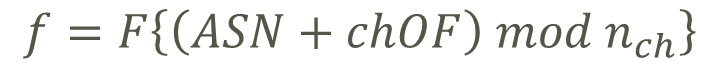 f = F{(ASN + chOF) mod n_ch}